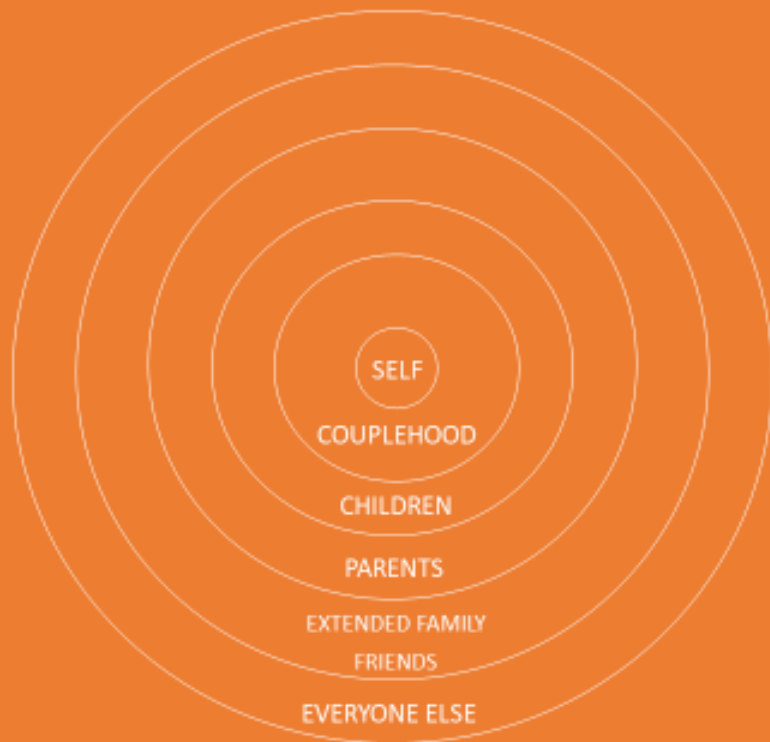 SELF
COUPLEHOOD
CHILDREN
PARENTS
EXTENDED FAMILY
FRIENDS
EVERYONE ELSE